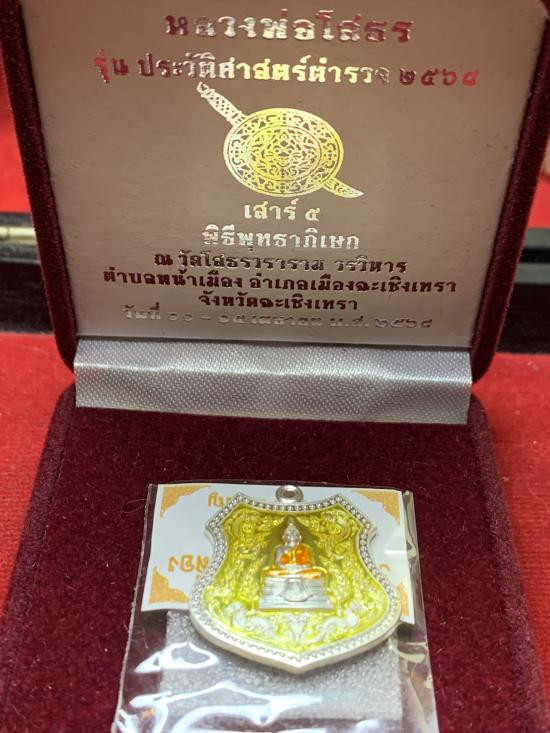 หลวงพ่อโสธร
รุ่น ประวัติศาสตร์ตำรวจ ๒๕๖๔
เสาร์ ๕
พิธีพุทธาภิเษก
ณ วัดโสธรวราราม วรวิหาร
ตำบลหน้าเมือง อำเภอเมืองฉะเชิงเทรา
จังหวัดฉะเชิงเทรา
วันที่ เมษายน พ.ศ. ๒๕๖๔